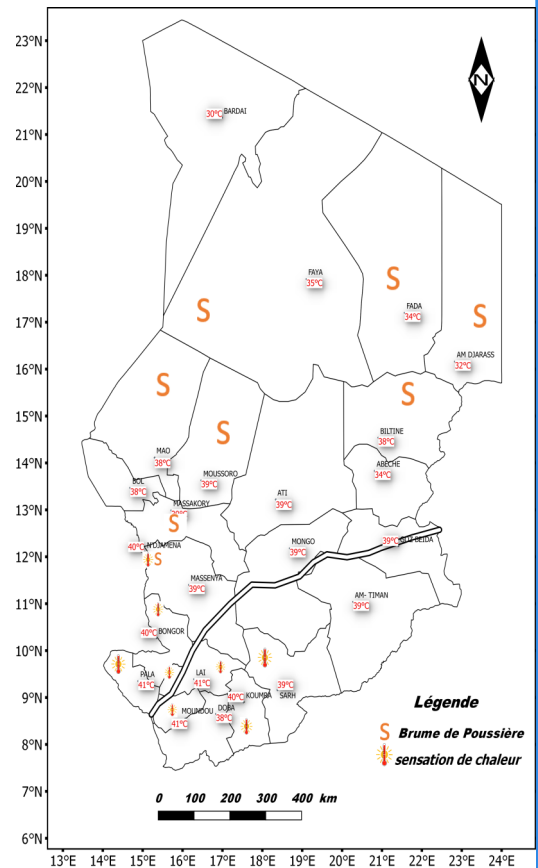 23°N
22°N
N
BARDAI
30°C
21°N
20°N
19°N
18°N
FAYA
35°C
S
FADA
34°C
S
S
17°N
AM DJARASS
32°C
16°N
S
S
15°N
BILTINE
38°C
S
MAO
38°C
14°N
ABECHE
34°C
MOUSSORO
39°C
BOL
38°C
ATI
39°C
13°N
MASSAKORY
S
40°C N'DJAMENA
S
MONGO
39°C
39°C
12°N
MASSENYA
39°C
AM- TIMAN
39°C
11°N
40°C BONGOR
10°N
PALA
41°C
LAI
41°C
39°C
SARH
40°C KOUMRA
9°N
MOUNDOU
41°C
DOBA
38°C
Légende
S Brume de Poussière
8°N
sensation de chaleur
7°N
0 100 200 300 400 km
6°N
13°E 14°E 15°E 16°E 17°E 18°E 19°E 20°E 21°E 22°E 23°E 24°E